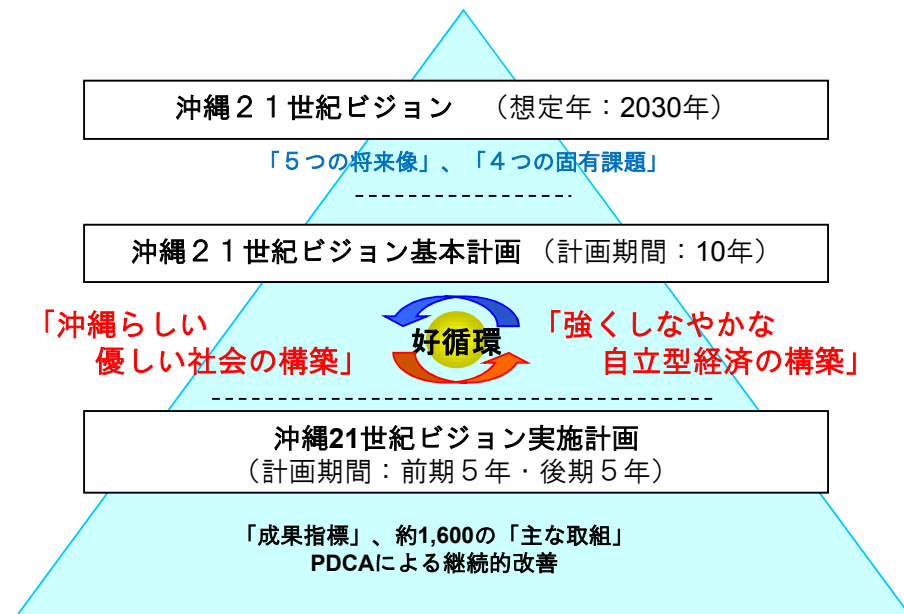 沖縄２１世紀ビジョン　（想定年：2030年）
「５つの将来像」、「４つの固有課題」
沖縄２１世紀ビジョン基本計画（計画期間：10年）
「沖縄らしい
優しい社会の構築」
好循環
「強くしなやかな
自立型経済の構築」
沖縄21世紀ビジョン実施計画
（計画期間：前期５年・後期５年）
「成果指標」、約1,600の「主な取組」
PDCAによる継続的改善